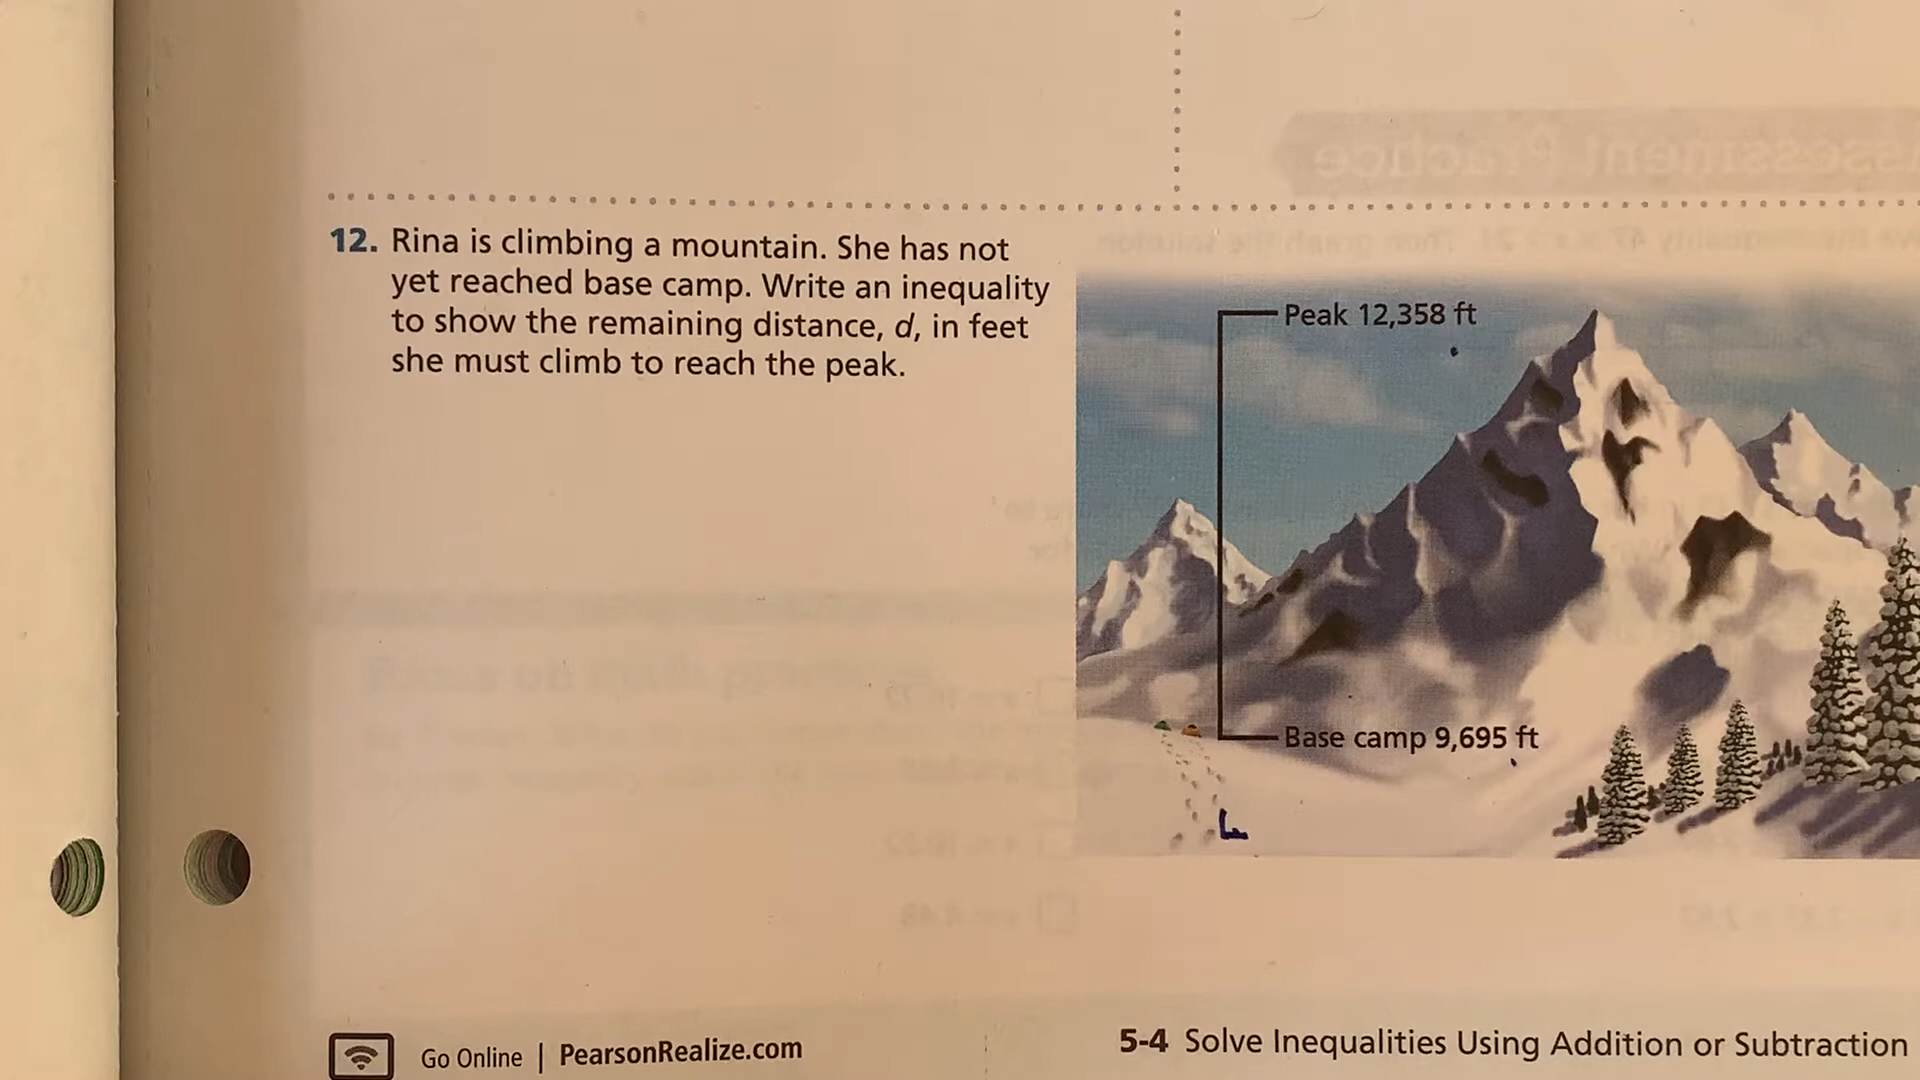 12. Rina is climbing a mountain. She has not
yet reached base camp. Write an inequality
to show the remaining distance, d, in feet
she must climb to reach the peak.
Peak 12,358 ft
Base camp 9,695 ft
Go Online | PearsonRealize.com
5-4 Solve Inequalities Using Addition or Subtraction